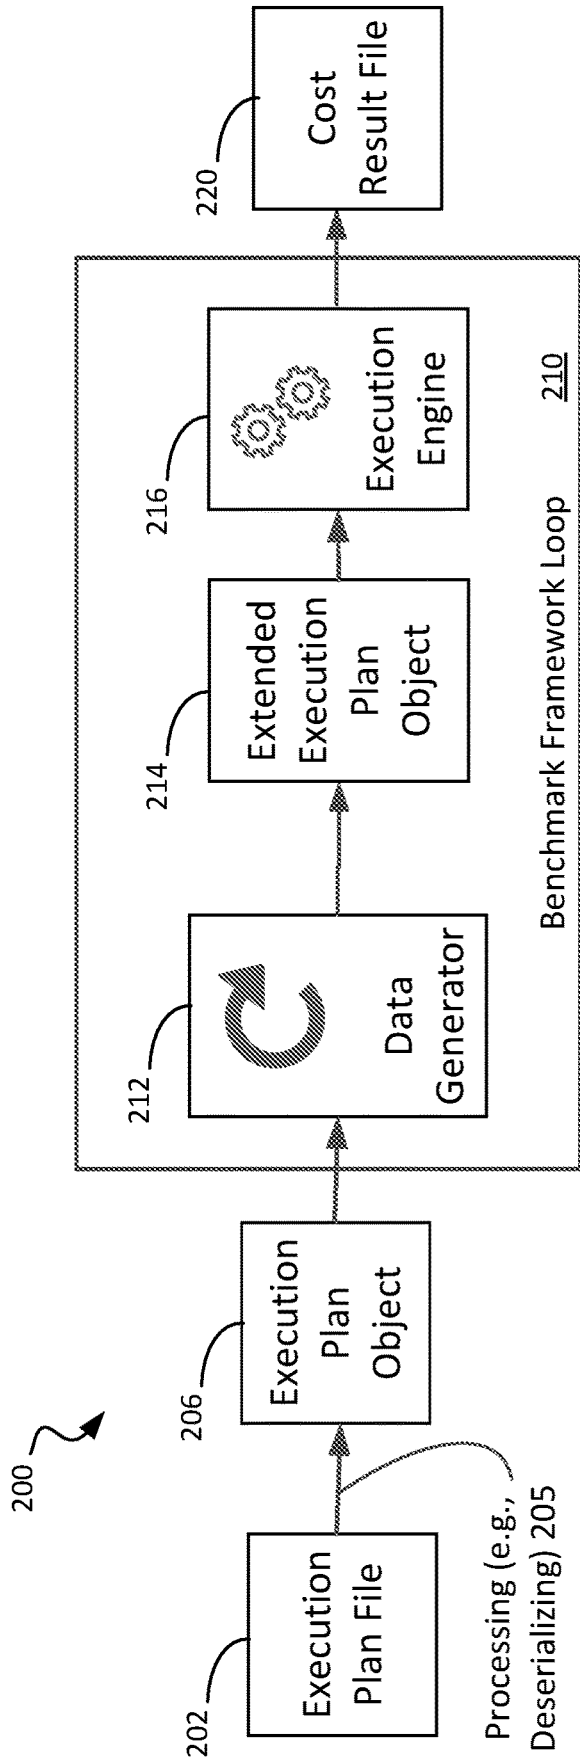 200
202
Execution
Plan File
Processing (e.g.,
Deserializing) 205
206
Execution
Plan
Object
212
Data
Generator
214
Extended
Execution
Plan
Object
216
Execution
Engine
Benchmark Framework Loop
210
220
Cost
Result File